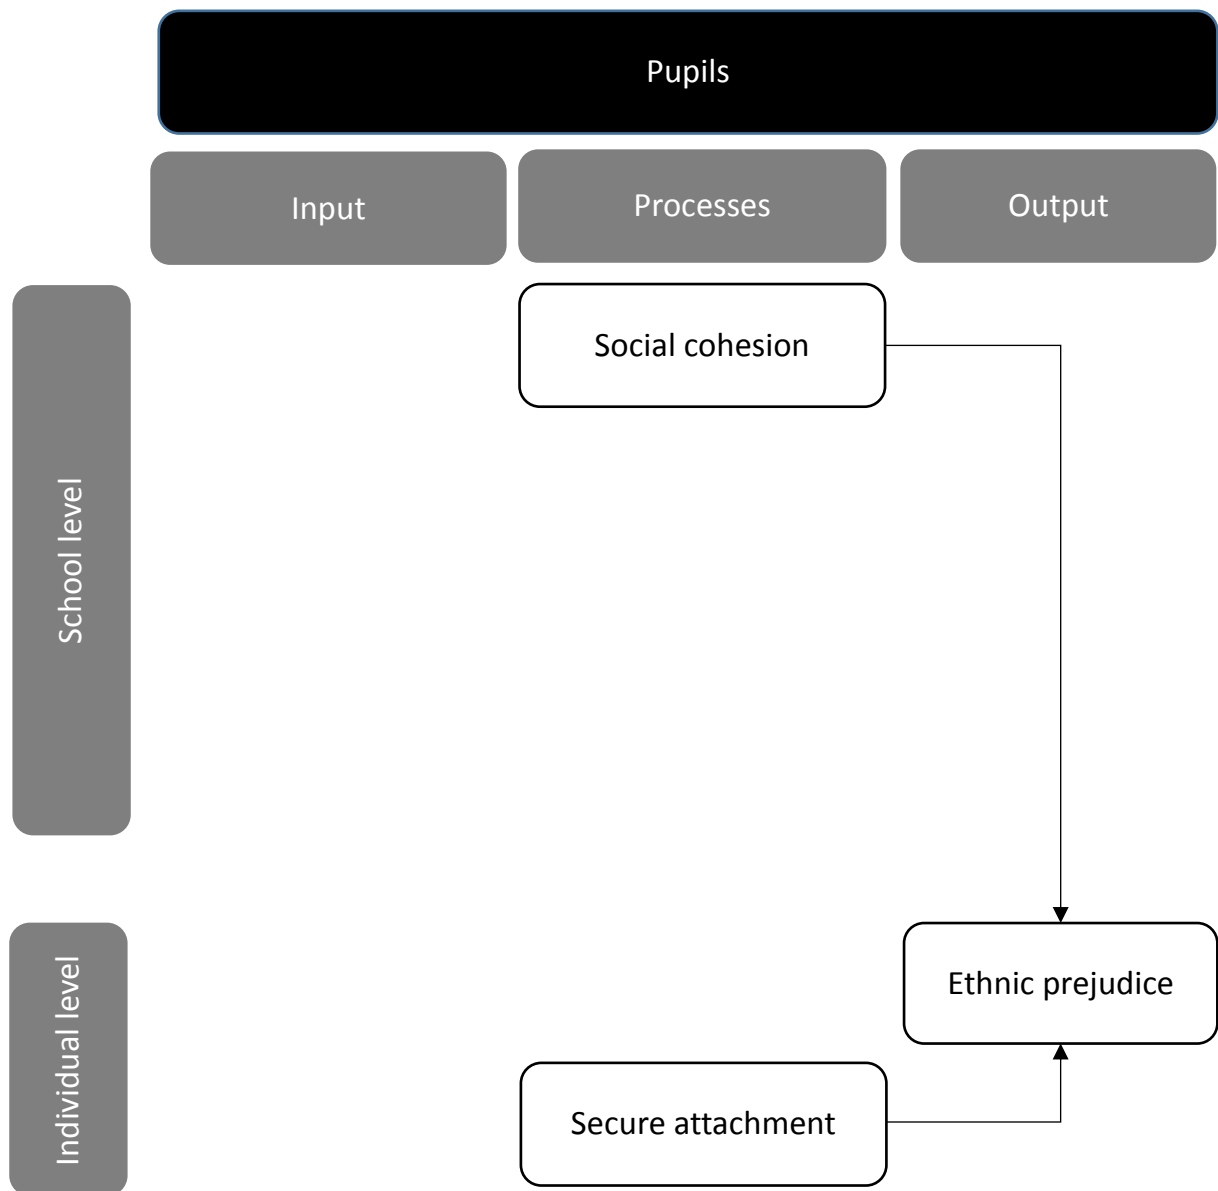 Pupils
Input
Processes
Output
School level
Social cohesion
Individual level
Ethnic prejudice
Secure attachment